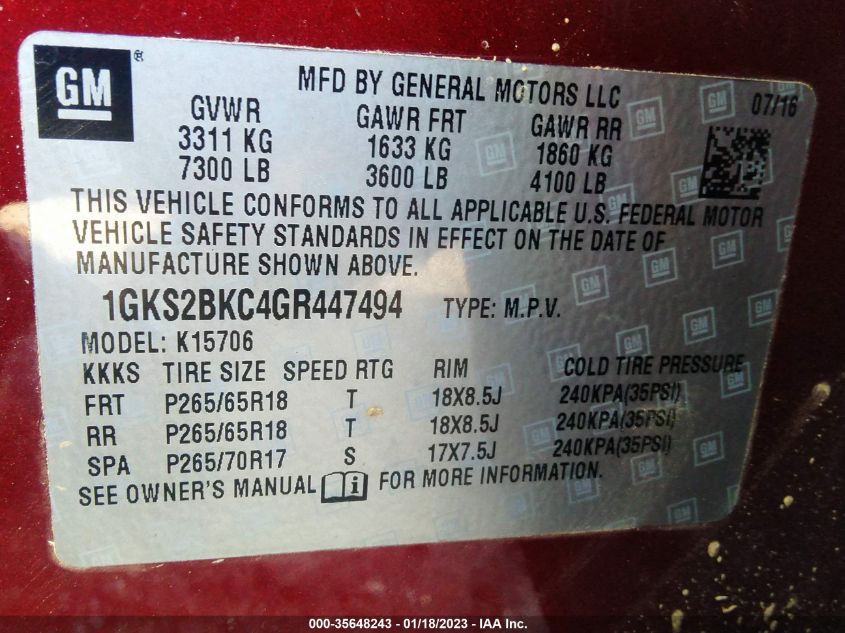 GM ®
MFD BY GENERAL MOTORS LLC
07/16
GVWR GAWR FRT GAWR RR
3311 KG 1633 KG 1860 KG
7300 LB 3600 LB 4100 LB
THIS VEHICLE CONFORMS TO ALL APPLICABLE U.S. FEDERAL MOTOR
VEHICLE SAFETY STANDARDS IN EFFECT ON THE DATE OF
MANUFACTURE SHOWN ABOVE.
1GKS2BKC4GR447494 TYPE: M.P.V.
MODEL: K15706
KKKS TIRE SIZE SPEED RTG RIM COLD TIRE PRESSURE
FRT P265/65R18 T 18X8.5J 240KPA(35PSI)
RR P265/65R18 T 18X8.5J 240KPA(35PSI)
SPA P265/70R17 S 17X7.5J 240KPA(35PSI)
SEE OWNER'S MANUAL i FOR MORE INFORMATION.
000-35648243 — 01/18/2023 — IAA Inc.